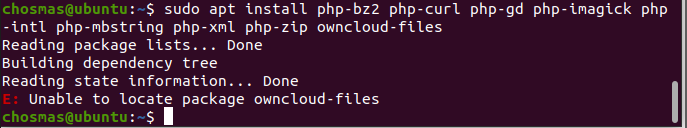 chosmas@ubuntu:~$ sudo apt install php-bz2 php-curl php-gd php-imagick php
-intl php-mbstring php-xml php-zip owncloud-files
Reading package lists... Done
Building dependency tree
Reading state information... Done
E: Unable to locate package owncloud-files
chosmas@ubuntu:~$